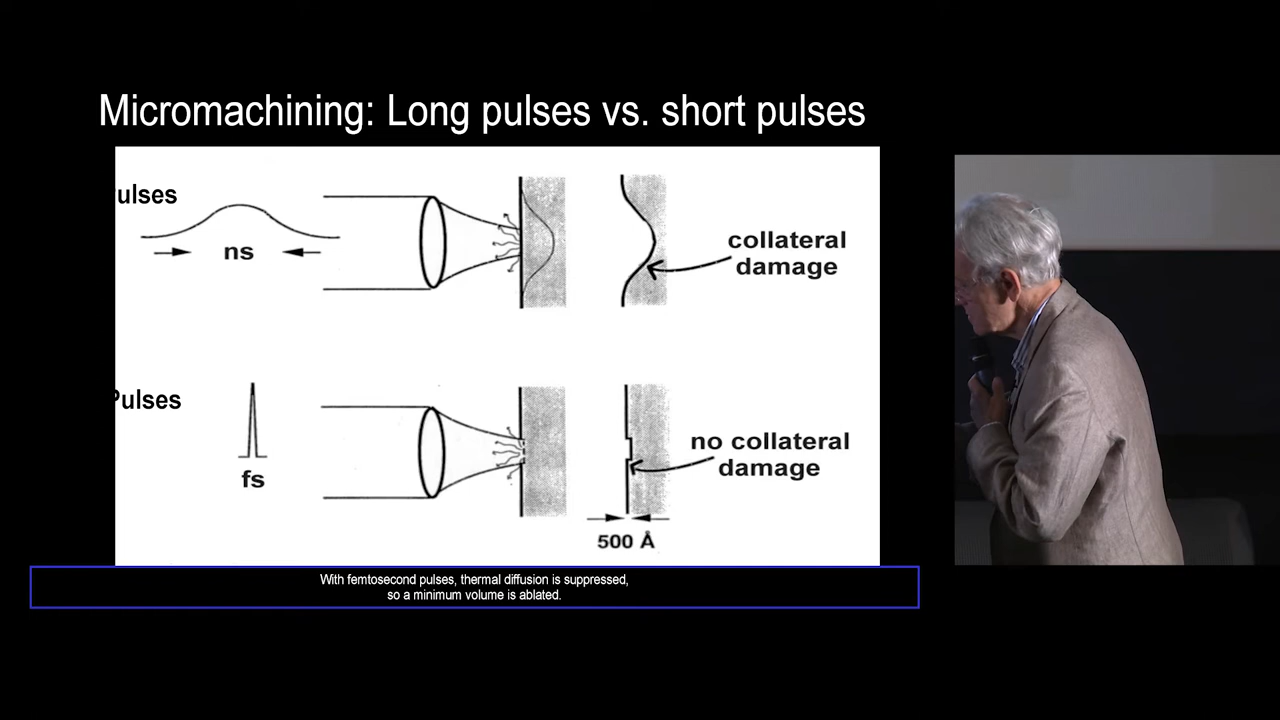 Micromachining: Long pulses vs. short pulses
ulses
ns
collateral
damage
Pulses
fs
no collateral
damage
500 Å
With femtosecond pulses, thermal diffusion is suppressed,
so a minimum volume is ablated.